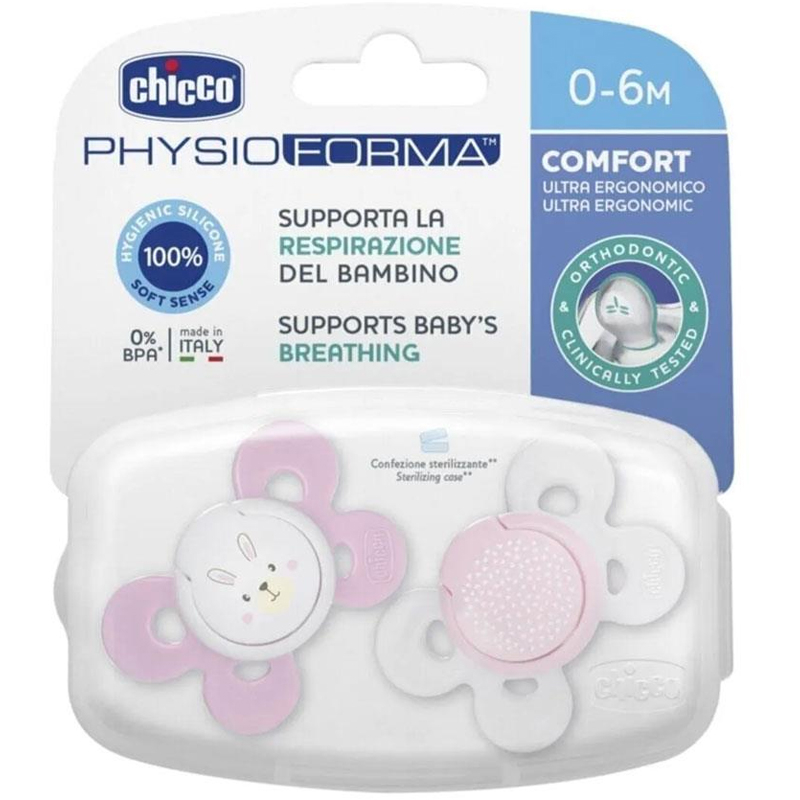 chicco
0-6M
PHYSIOFORMA™
COMFORT
ULTRA ERGONOMICO
ULTRA ERGONOMIC
HYGIENIC SILICONE
100%
SOFT SENSE
SUPPORTA LA
RESPIRAZIONE
DEL BAMBINO
ORTHODONTIC
& CLINICALLY TESTED &
0%
BPA*
made in
ITALY
SUPPORTS BABY'S
BREATHING
Confezione sterilizzante**
Sterilizing case**
chicco
chicco
chicco